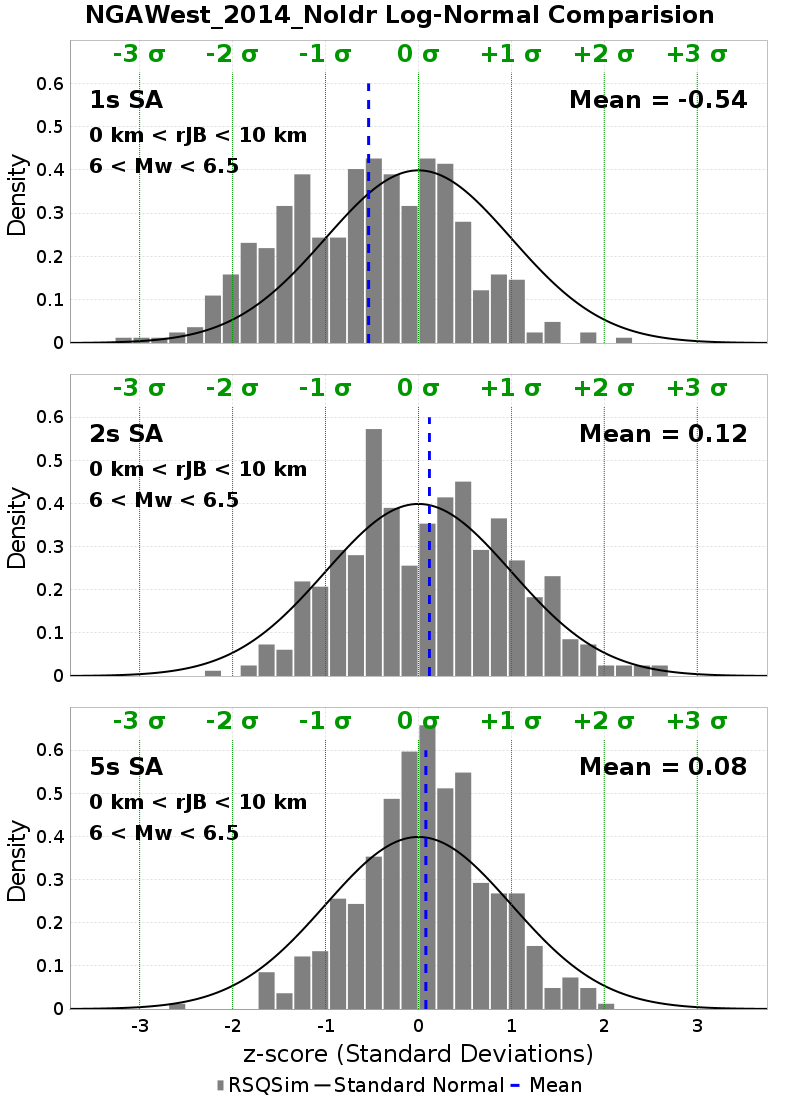 NGAWest_2014_NoIdr Log-Normal Comparision
-3 σ -2 σ -1 σ 0 σ +1 σ +2 σ +3 σ
1s SA
Mean = -0.54
0 km < rJB < 10 km
6 < Mw < 6.5
Density
0.6
0.5
0.4
0.3
0.2
0.1
0
-3 σ -2 σ -1 σ 0 σ +1 σ +2 σ +3 σ
2s SA
Mean = 0.12
0 km < rJB < 10 km
6 < Mw < 6.5
Density
0.6
0.5
0.4
0.3
0.2
0.1
0
-3 σ -2 σ -1 σ 0 σ +1 σ +2 σ +3 σ
5s SA
Mean = 0.08
0 km < rJB < 10 km
6 < Mw < 6.5
Density
0.6
0.5
0.4
0.3
0.2
0.1
0
-3 -2 -1 0 1 2 3
z-score (Standard Deviations)
RSQSim Standard Normal Mean